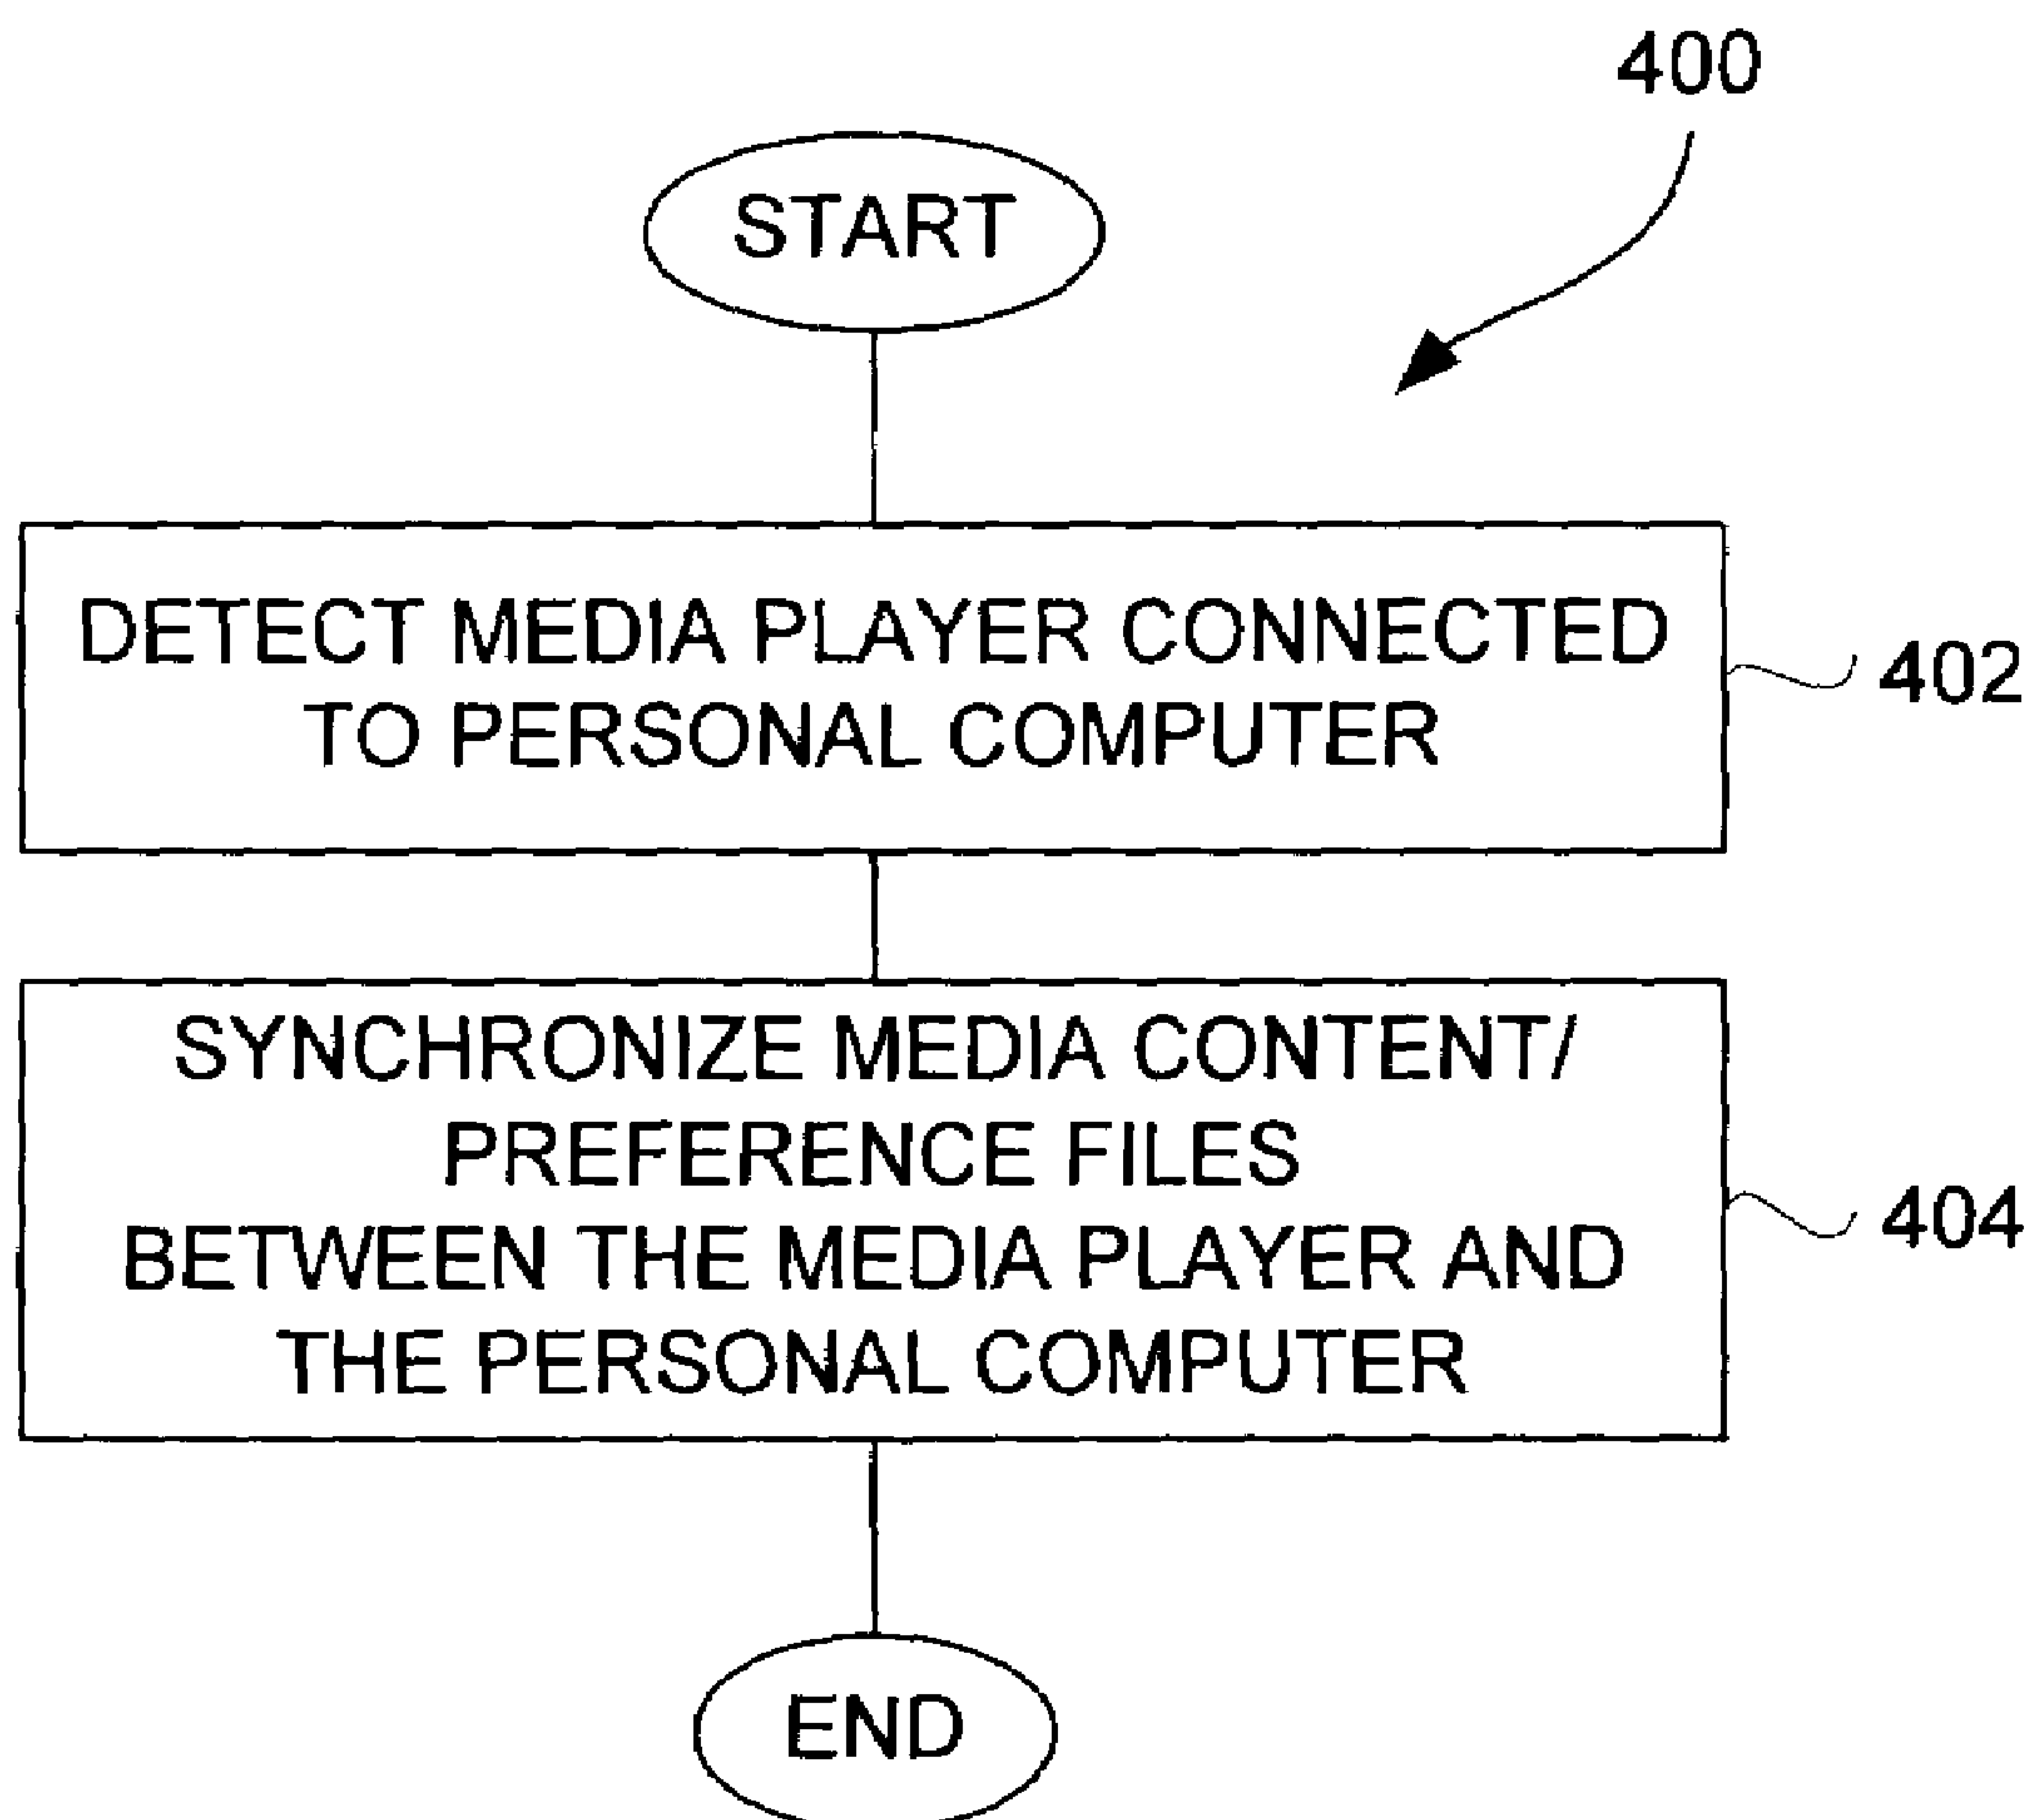 400
START
DETECT MEDIA PLAYER CONNECTED
TO PERSONAL COMPUTER
402
SYNCHRONIZE MEDIA CONTENT/
PREFERENCE FILES
BETWEEN THE MEDIA PLAYER AND
THE PERSONAL COMPUTER
404
END